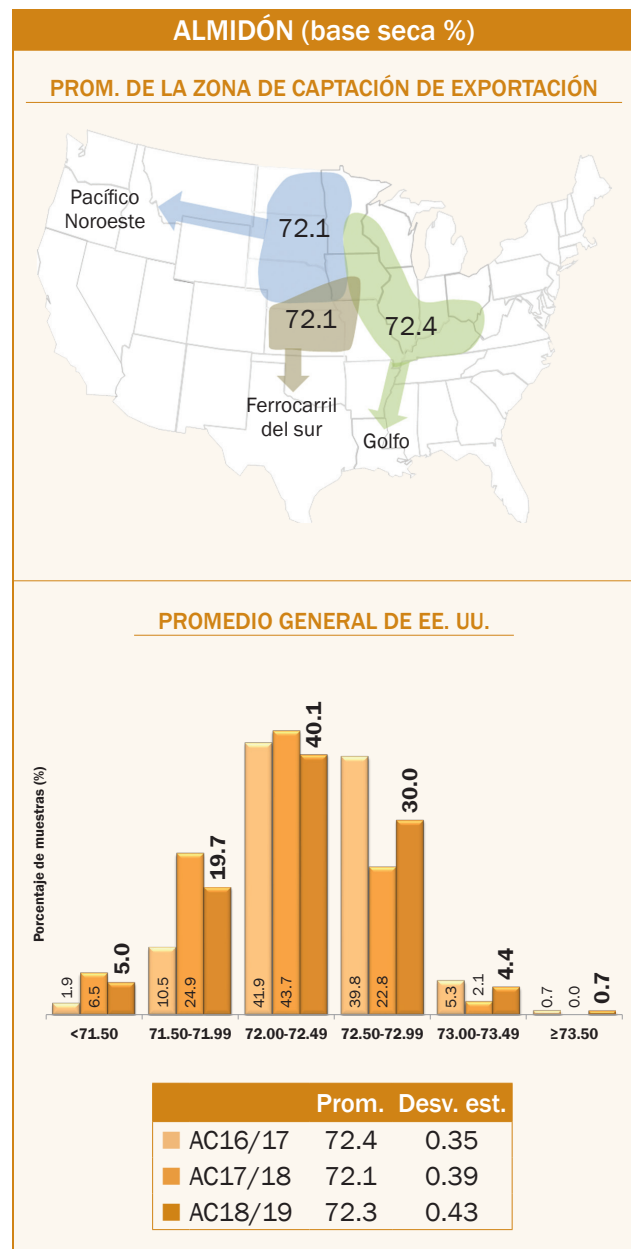 ALMIDÓN (base seca %)
PROM. DE LA ZONA DE CAPTACIÓN DE EXPORTACIÓN
Pacífico
Noroeste
72.1
72.1
72.4
Ferrocarril
del sur
Golfo
PROMEDIO GENERAL DE EE. UU.
Porcentaje de muestras (%)
1.9 6.5 5.0
10.5 24.9 19.7
41.9 43.7 40.1
39.8 22.8 30.0
5.3 2.1 4.4
0.7 0.0 0.7
<71.50 71.50-71.99 72.00-72.49 72.50-72.99 73.00-73.49 ≥73.50
Prom. Desv. est.
AC16/17 72.4 0.35
AC17/18 72.1 0.39
AC18/19 72.3 0.43